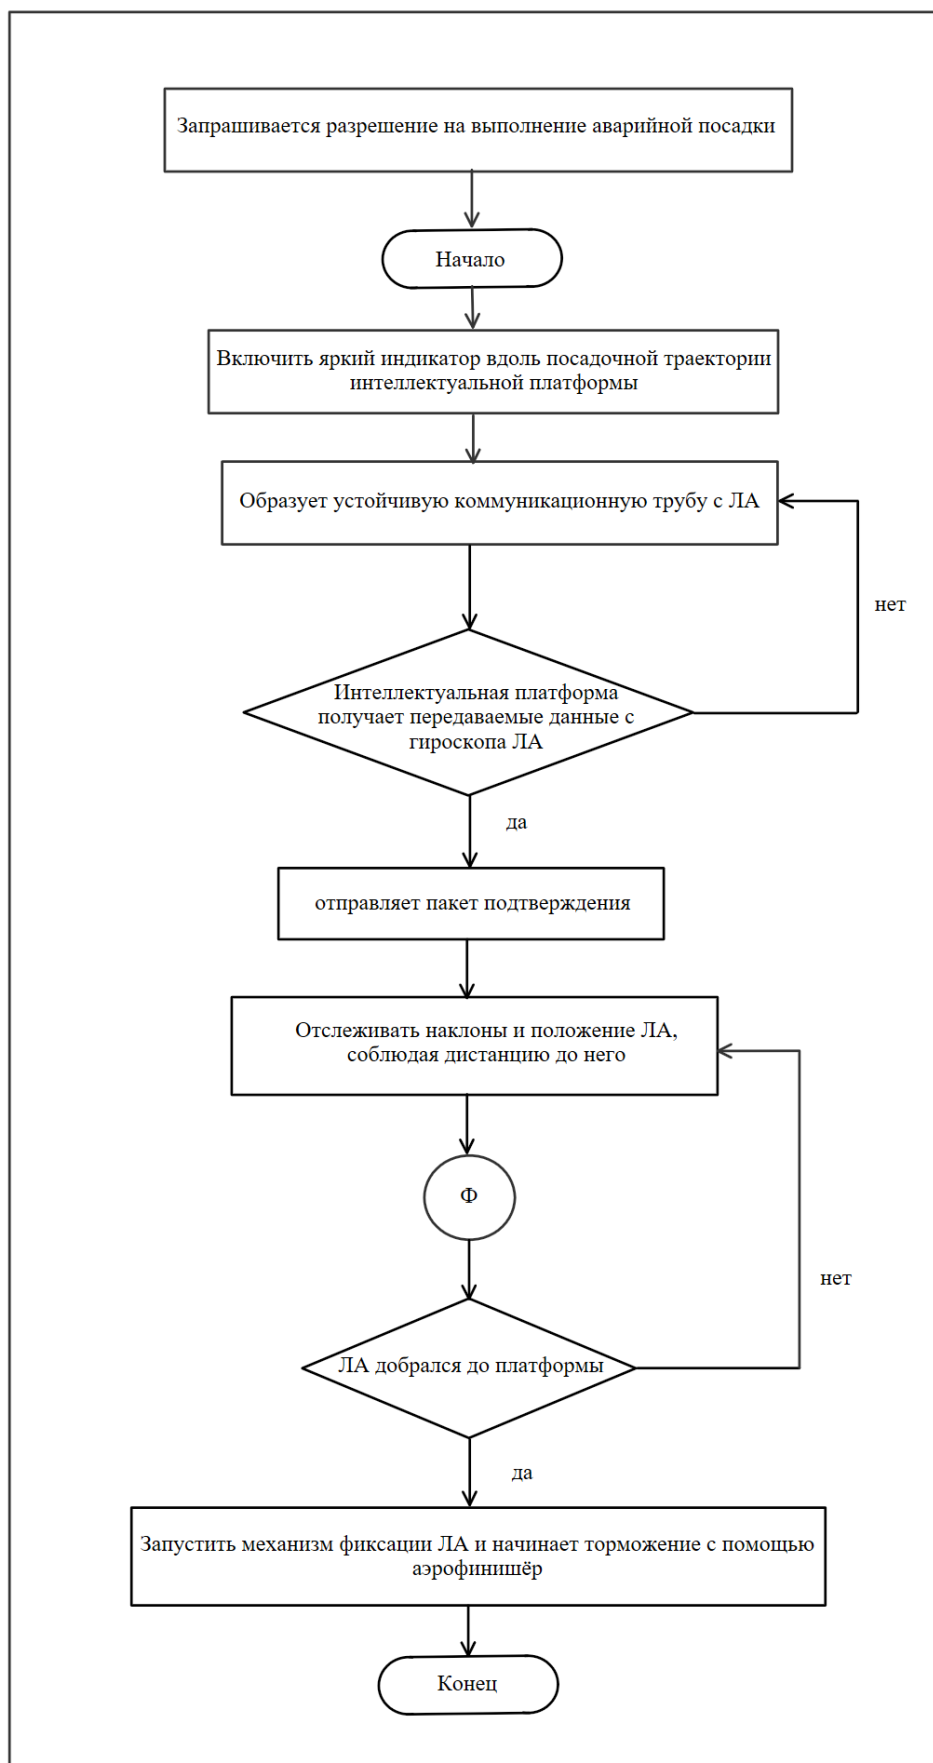 Запрашивается разрешение на выполнение аварийной посадки
Начало
Включить яркий индикатор вдоль посадочной траектории
интеллектуальной платформы
Образует устойчивую коммуникационную трубу с ЛА
нет
Интеллектуальная платформа
получает передаваемые данные с
гироскопа ЛА
да
отправляет пакет подтверждения
Отслеживать наклоны и положение ЛА,
соблюдая дистанцию до него
Ф
нет
ЛА добрался до платформы
да
Запустить механизм фиксации ЛА и начинает торможение с помощью
аэрофинишёр
Конец